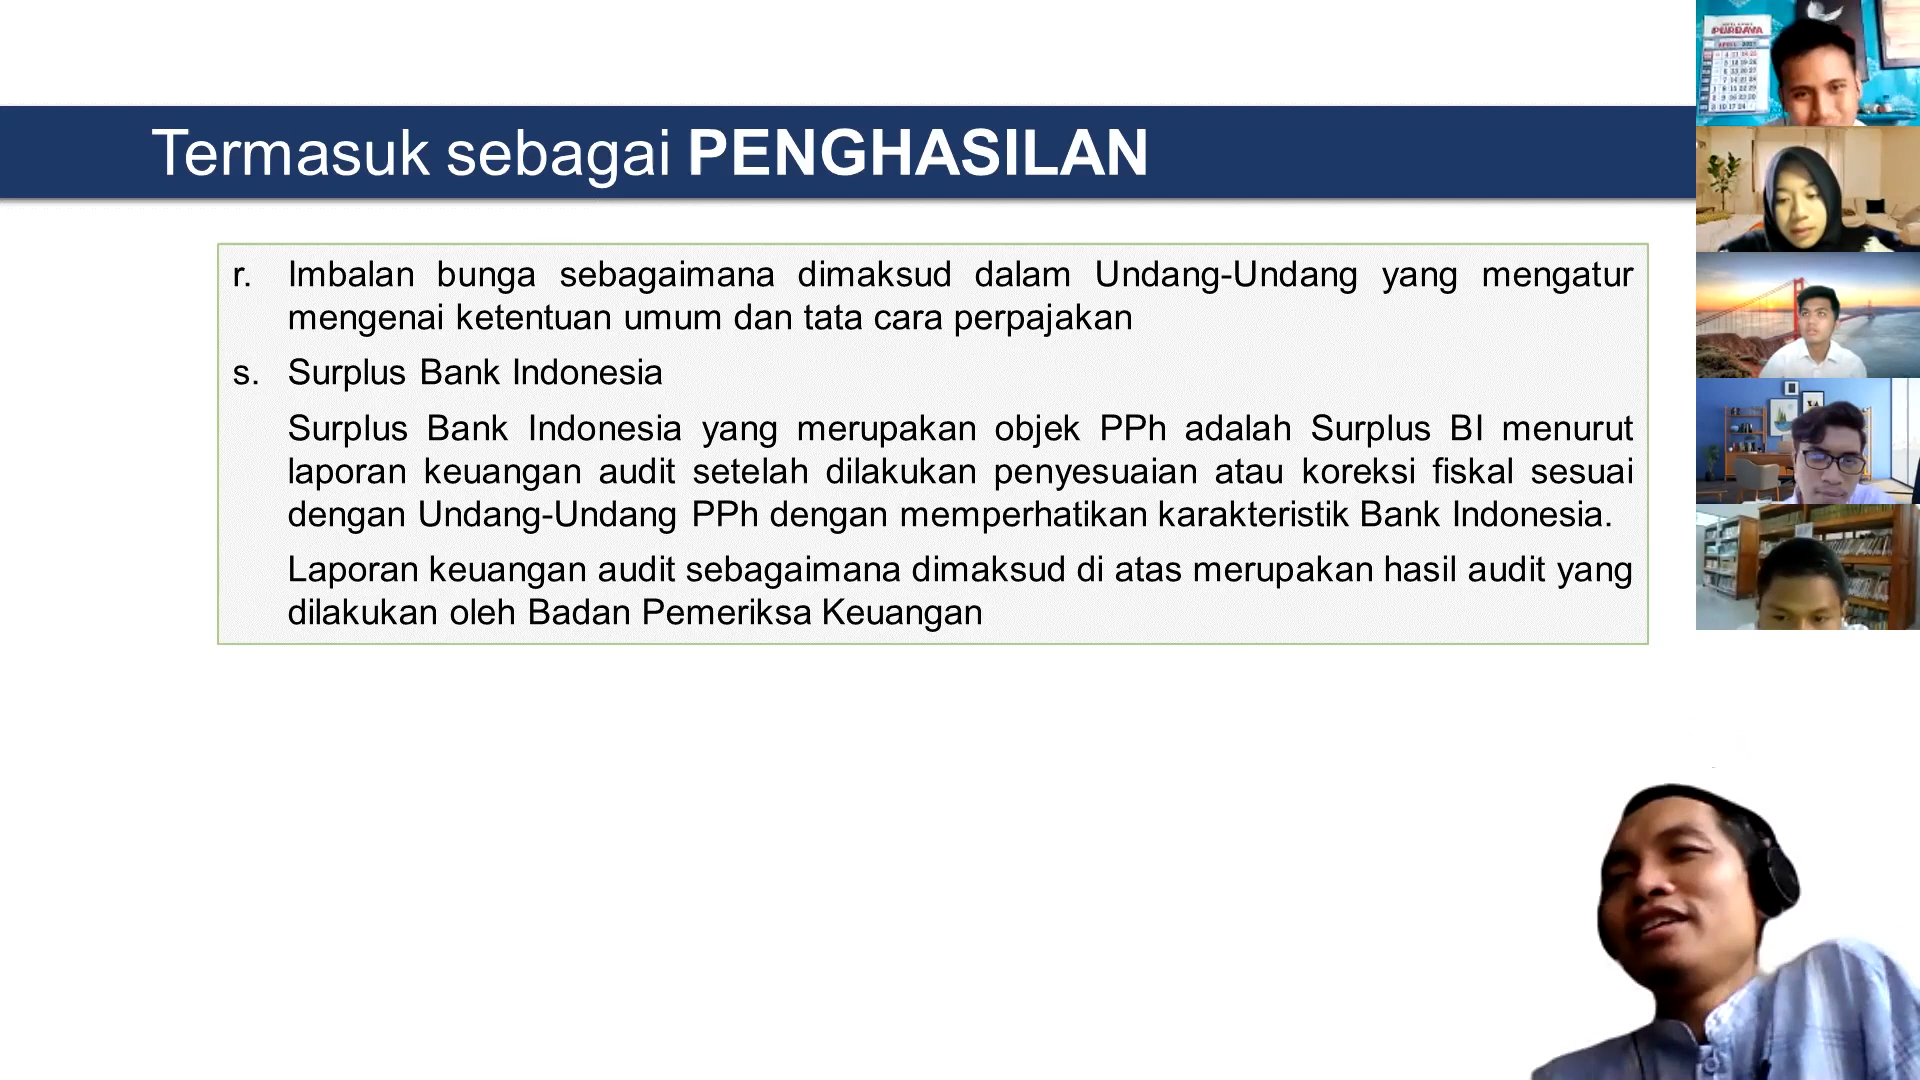 Termasuk sebagai PENGHASILAN
r. Imbalan bunga sebagaimana dimaksud dalam Undang-Undang yang mengatur
mengenai ketentuan umum dan tata cara perpajakan
s. Surplus Bank Indonesia
Surplus Bank Indonesia yang merupakan objek PPh adalah Surplus BI menurut
laporan keuangan audit setelah dilakukan penyesuaian atau koreksi fiskal sesuai
dengan Undang-Undang PPh dengan memperhatikan karakteristik Bank Indonesia.
Laporan keuangan audit sebagaimana dimaksud di atas merupakan hasil audit yang
dilakukan oleh Badan Pemeriksa Keuangan
PURBAYA